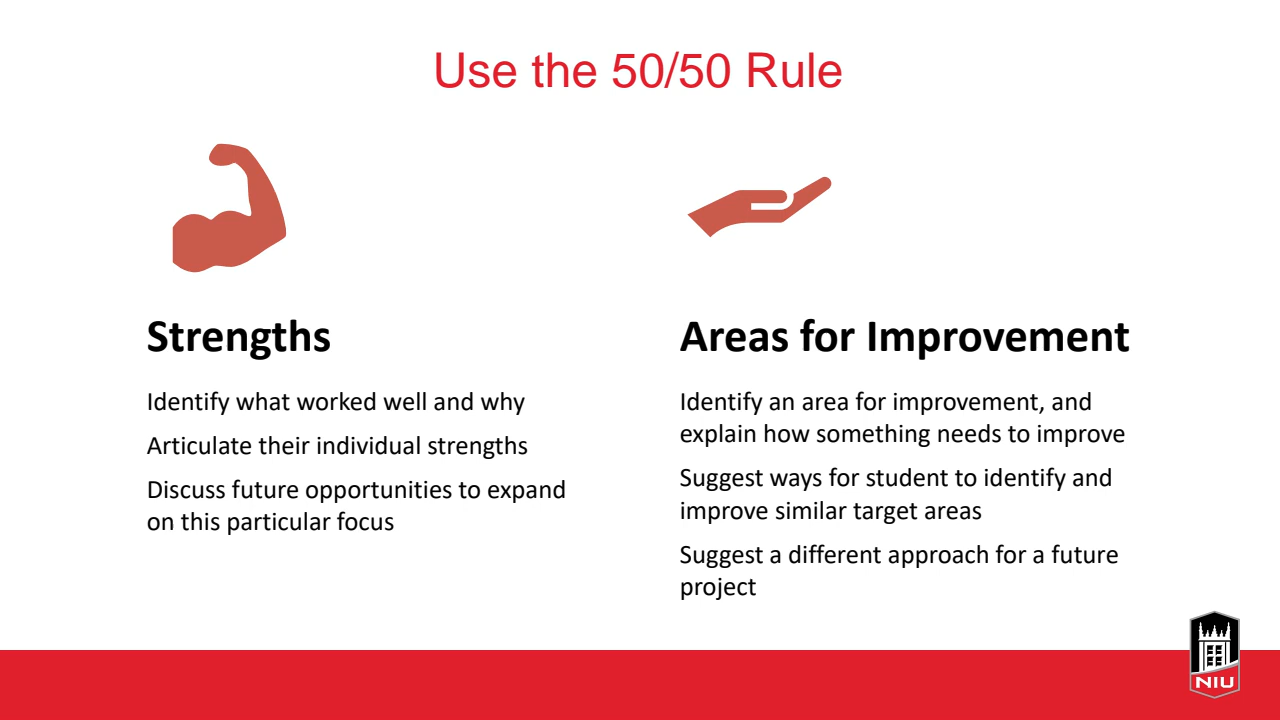 Use the 50/50 Rule
Strengths
Identify what worked well and why
Articulate their individual strengths
Discuss future opportunities to expand
on this particular focus
Areas for Improvement
Identify an area for improvement, and
explain how something needs to improve
Suggest ways for student to identify and
improve similar target areas
Suggest a different approach for a future
project
NIU